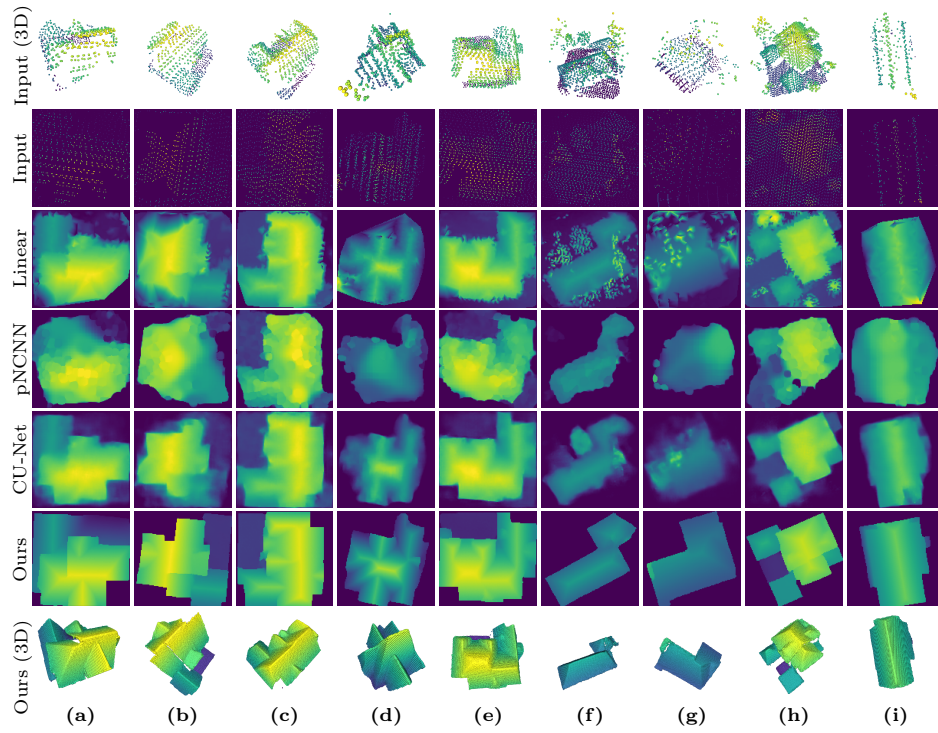 Input (3D)
Input
Linear
pNCNN
CU-Net
Ours
Ours (3D)
(a) (b) (c) (d) (e) (f) (g) (h) (i)